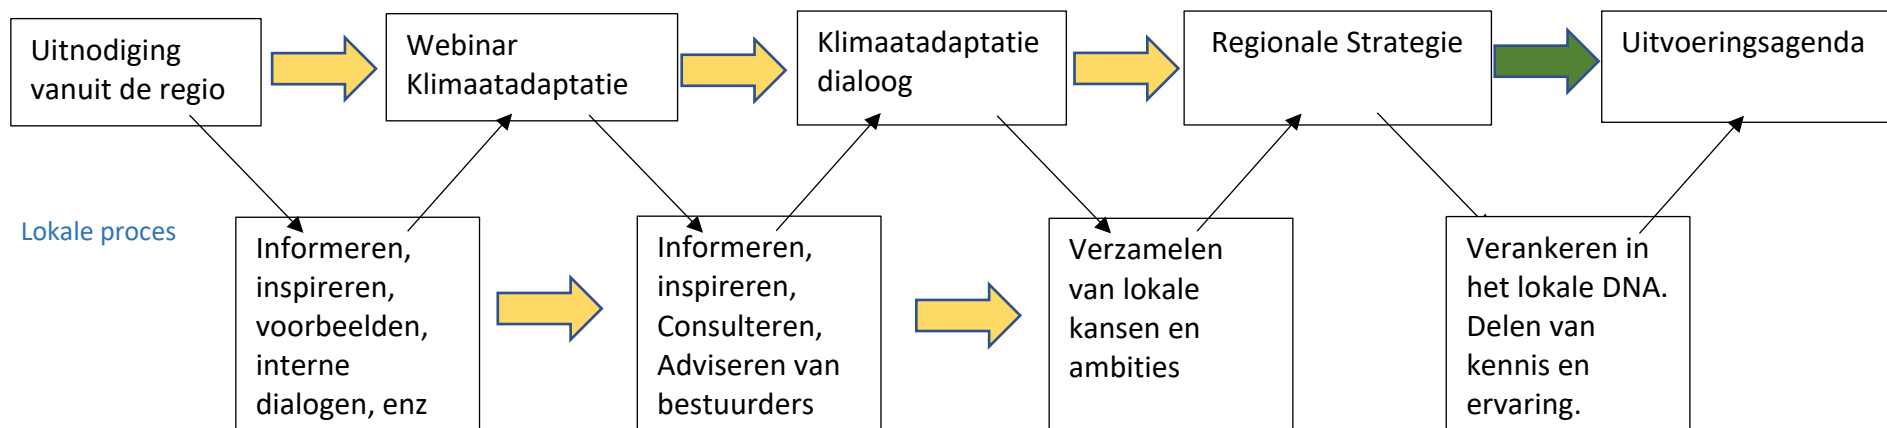 Uitnodiging
vanuit de regio
Webinar
Klimaatadaptatie
Klimaatadaptatie
dialoog
Regionale Strategie
Uitvoeringsagenda
Lokale proces
Informeren,
inspireren,
voorbeelden,
interne
dialogen, enz
Informeren,
inspireren,
Consulteren,
Adviseren van
bestuurders
Verzamelen
van lokale
kansen en
ambities
Verankeren in
het lokale DNA.
Delen van
kennis en
ervaring.